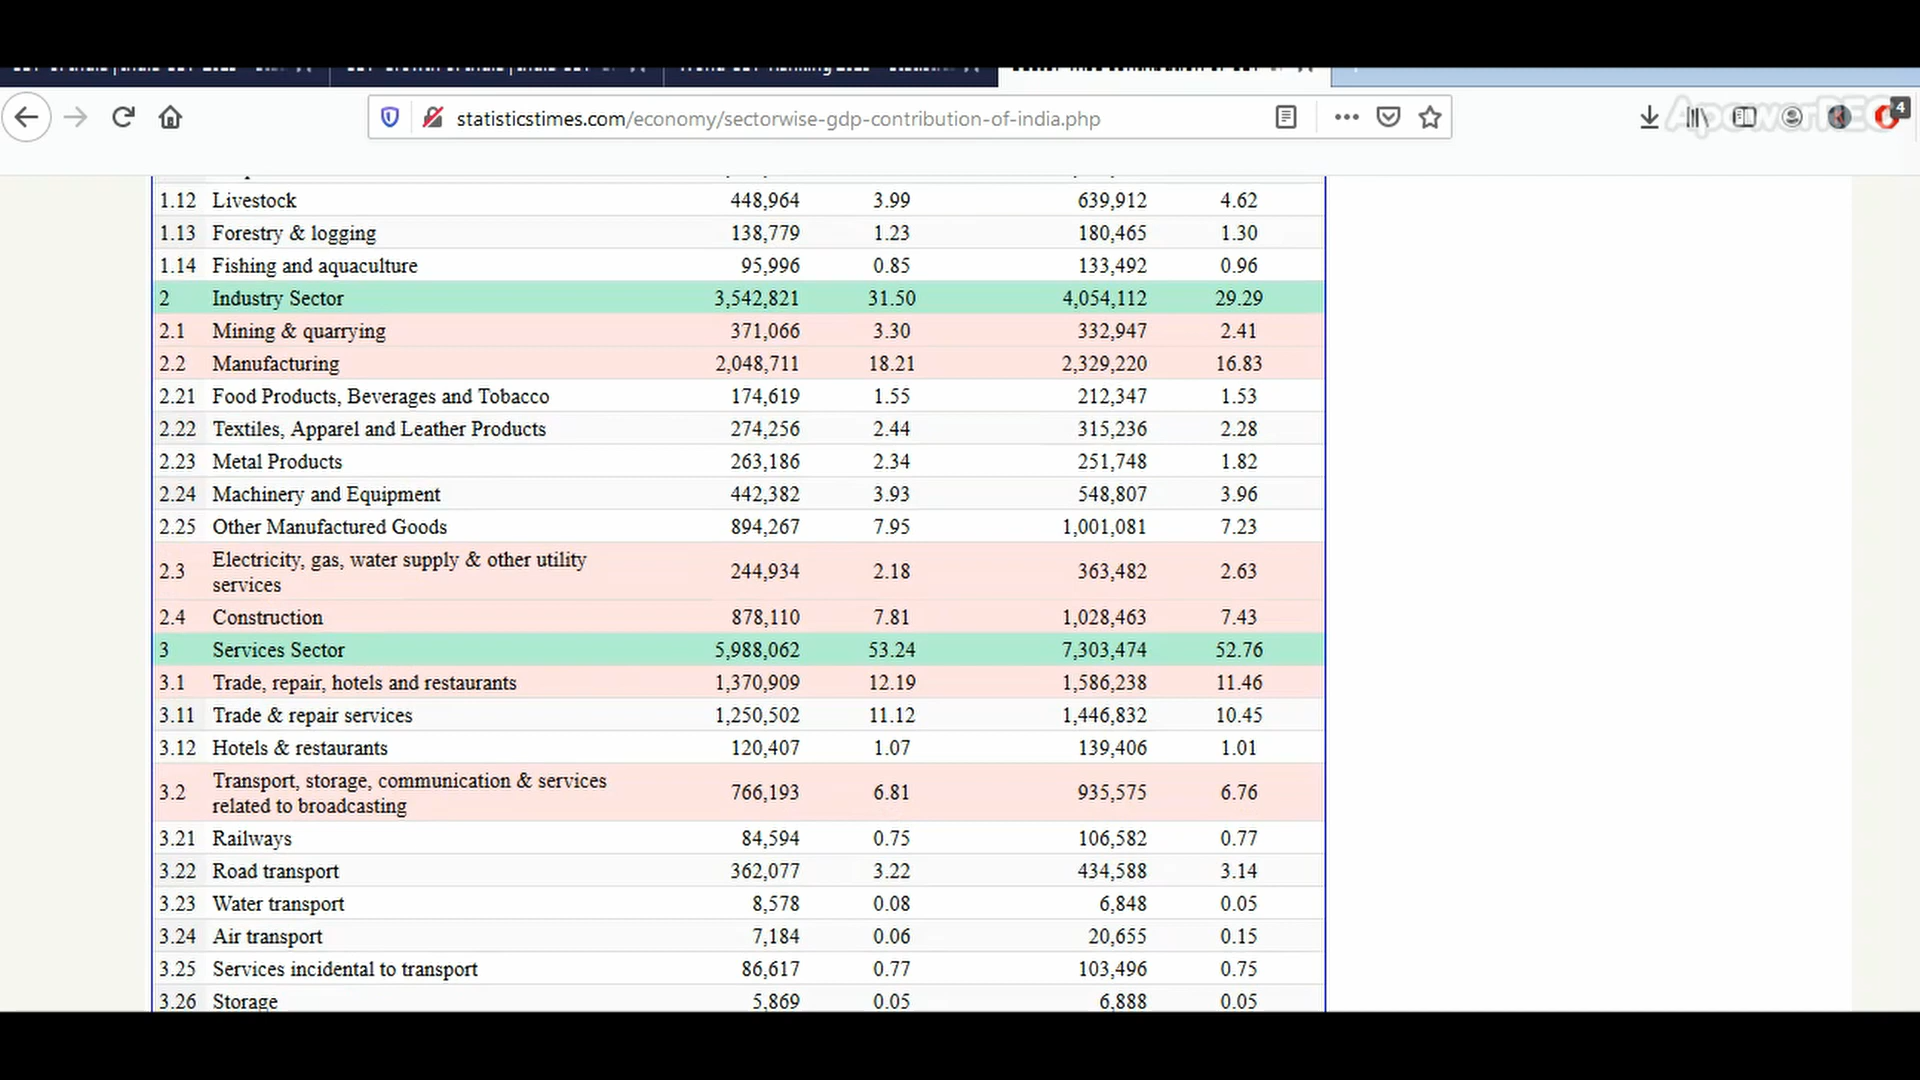 statisticstimes.com/economy/sectorwise-gdp-contribution-of-india.php
ApowerREC
4
1.12 Livestock 448,964 3.99 639,912 4.62
1.13 Forestry & logging 138,779 1.23 180,465 1.30
1.14 Fishing and aquaculture 95,996 0.85 133,492 0.96
2 Industry Sector 3,542,821 31.50 4,054,112 29.29
2.1 Mining & quarrying 371,066 3.30 332,947 2.41
2.2 Manufacturing 2,048,711 18.21 2,329,220 16.83
2.21 Food Products, Beverages and Tobacco 174,619 1.55 212,347 1.53
2.22 Textiles, Apparel and Leather Products 274,256 2.44 315,236 2.28
2.23 Metal Products 263,186 2.34 251,748 1.82
2.24 Machinery and Equipment 442,382 3.93 548,807 3.96
2.25 Other Manufactured Goods 894,267 7.95 1,001,081 7.23
2.3 Electricity, gas, water supply & other utility
services 244,934 2.18 363,482 2.63
2.4 Construction 878,110 7.81 1,028,463 7.43
3 Services Sector 5,988,062 53.24 7,303,474 52.76
3.1 Trade, repair, hotels and restaurants 1,370,909 12.19 1,586,238 11.46
3.11 Trade & repair services 1,250,502 11.12 1,446,832 10.45
3.12 Hotels & restaurants 120,407 1.07 139,406 1.01
3.2 Transport, storage, communication & services
related to broadcasting 766,193 6.81 935,575 6.76
3.21 Railways 84,594 0.75 106,582 0.77
3.22 Road transport 362,077 3.22 434,588 3.14
3.23 Water transport 8,578 0.08 6,848 0.05
3.24 Air transport 7,184 0.06 20,655 0.15
3.25 Services incidental to transport 86,617 0.77 103,496 0.75
3.26 Storage 5,869 0.05 6,888 0.05